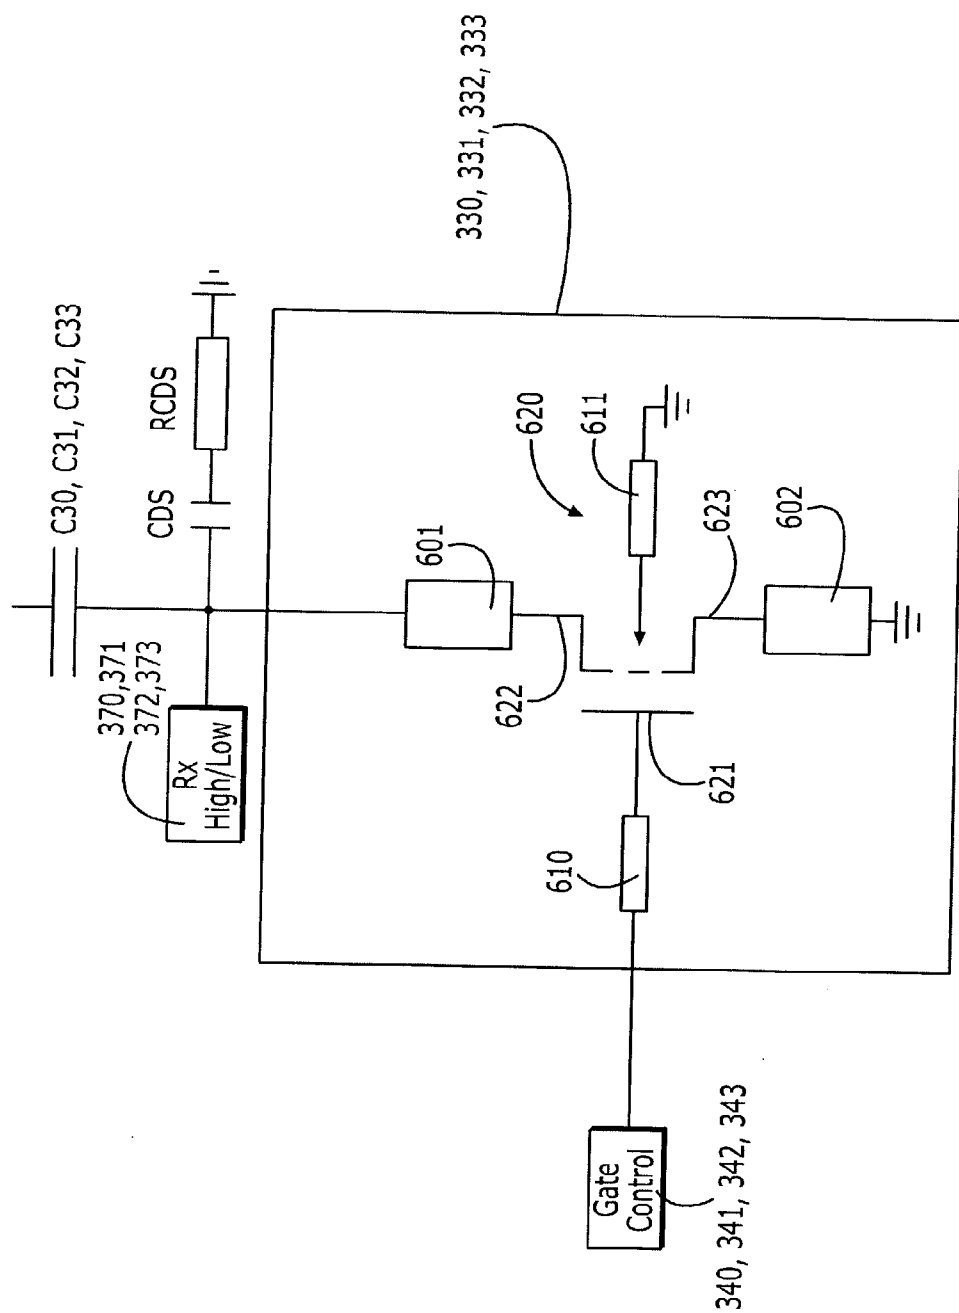 330, 331, 332, 333
C30, C31, C32, C33
RCDS
CDS
370,371
372,373
Rx
High/Low
620
611
601
622
623
602
621
610
Gate
Control
340, 341, 342, 343